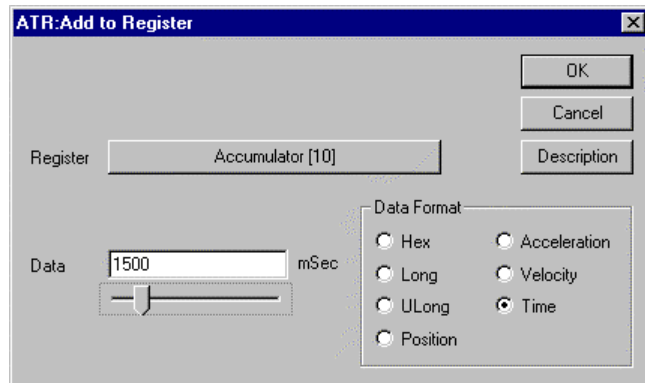 ATR:Add to Register
OK
Cancel
Register Accumulator [10] Description
Data Format
Hex Acceleration
Data 1500 mSec
Long Velocity
ULong Time
Position